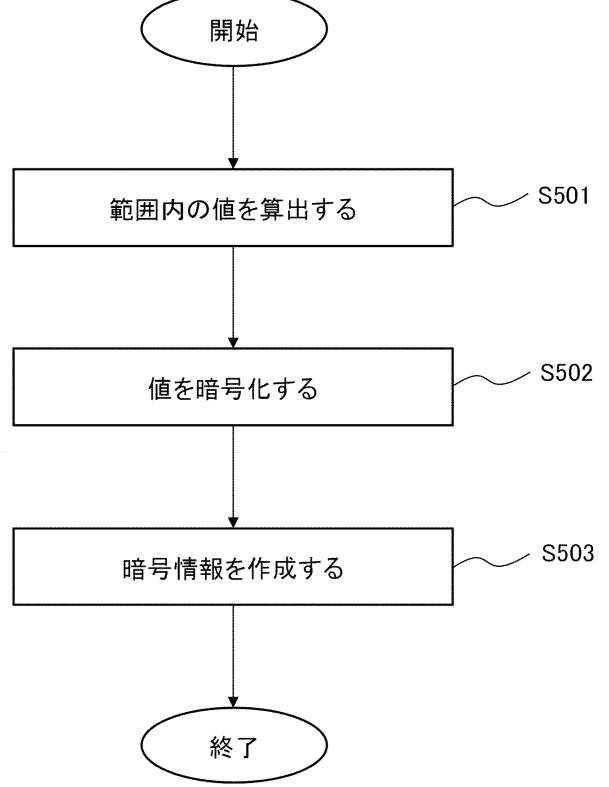 開始
範囲内の値を算出する
S501
値を暗号化する
S502
暗号情報を作成する
S503
終了